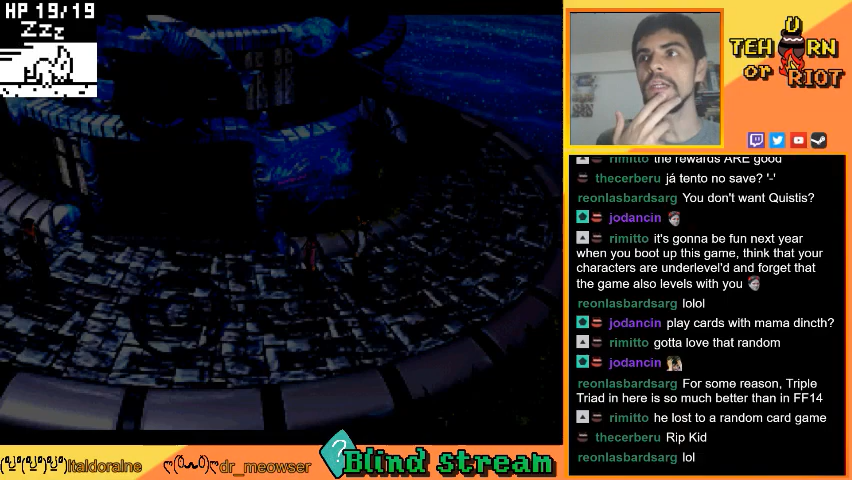 HP 19/19
Zzz
U
TEH RN
or RIOT
rimitto the rewards ARE good
thecerberu já tento no save? '-'
reonlasbardsarg You don't want Quistis?
jodancin
rimitto it's gonna be fun next year
when you boot up this game, think that your
characters are underlevel'd and forget that
the game also levels with you
reonlasbardsarg lolol
jodancin play cards with mama dincth?
rimitto gotta love that random
jodancin
reonlasbardsarg For some reason, Triple
Triad in here is so much better than in FF14
rimitto he lost to a random card game
thecerberu Rip Kid
reonlasbardsarg lol
italdoraine
dr_meowser
? Blind stream